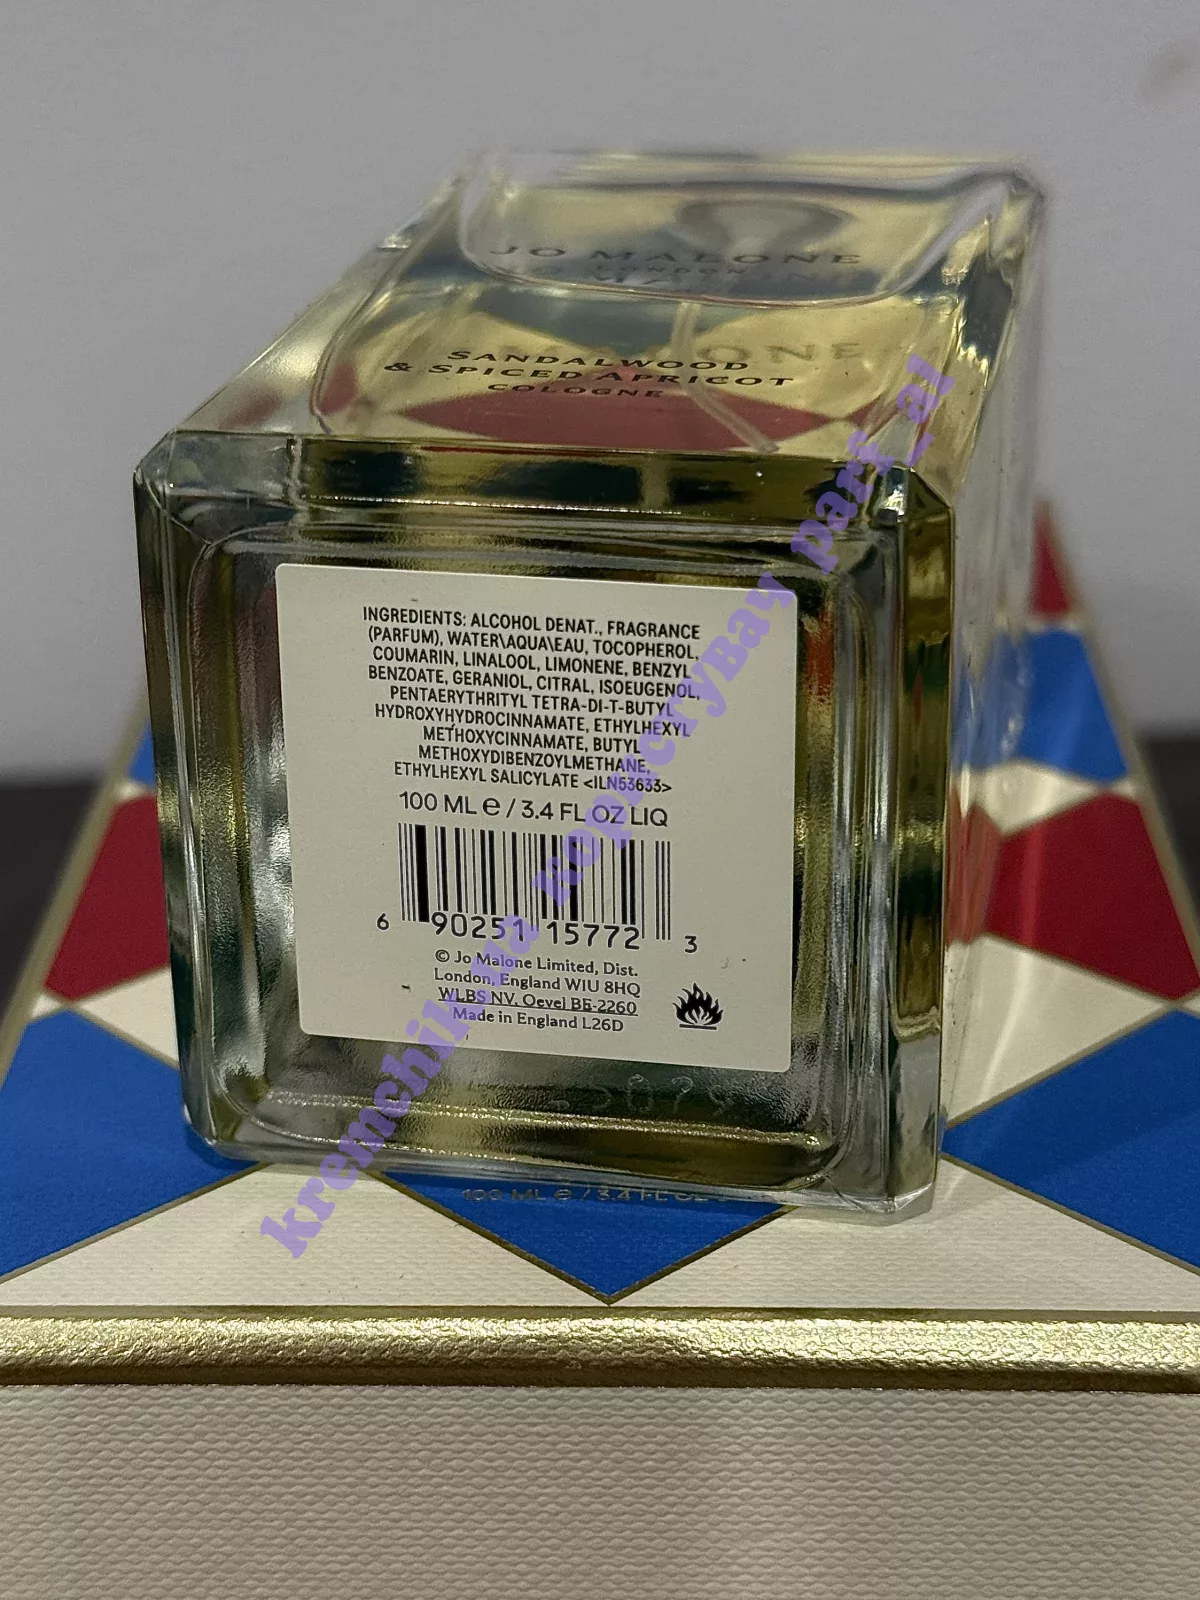 JO MALONE
LONDON
SANDALWOOD
& SPICED APRICOT
COLOGNE
INGREDIENTS: ALCOHOL DENAT., FRAGRANCE
(PARFUM), WATER\AQUA\EAU, TOCOPHEROL,
COUMARIN, LINALOOL, LIMONENE, BENZYL
BENZOATE, GERANIOL, CITRAL, ISOEUGENOL,
PENTAERYTHRITYL TETRA-DI-T-BUTYL
HYDROXYHYDROCINNAMATE, ETHYLHEXYL
METHOXYCINNAMATE, BUTYL
METHOXYDIBENZOYLMETHANE,
ETHYLHEXYL SALICYLATE <ILN53633>
100 ML e / 3.4 FL OZ LIQ
6 90251 15772 3
© Jo Malone Limited, Dist.
London, England W1U 8HQ
WLBS NV. Oevel BE-2260
Made in England L26D
100 ML e / 3.4 FL OZ